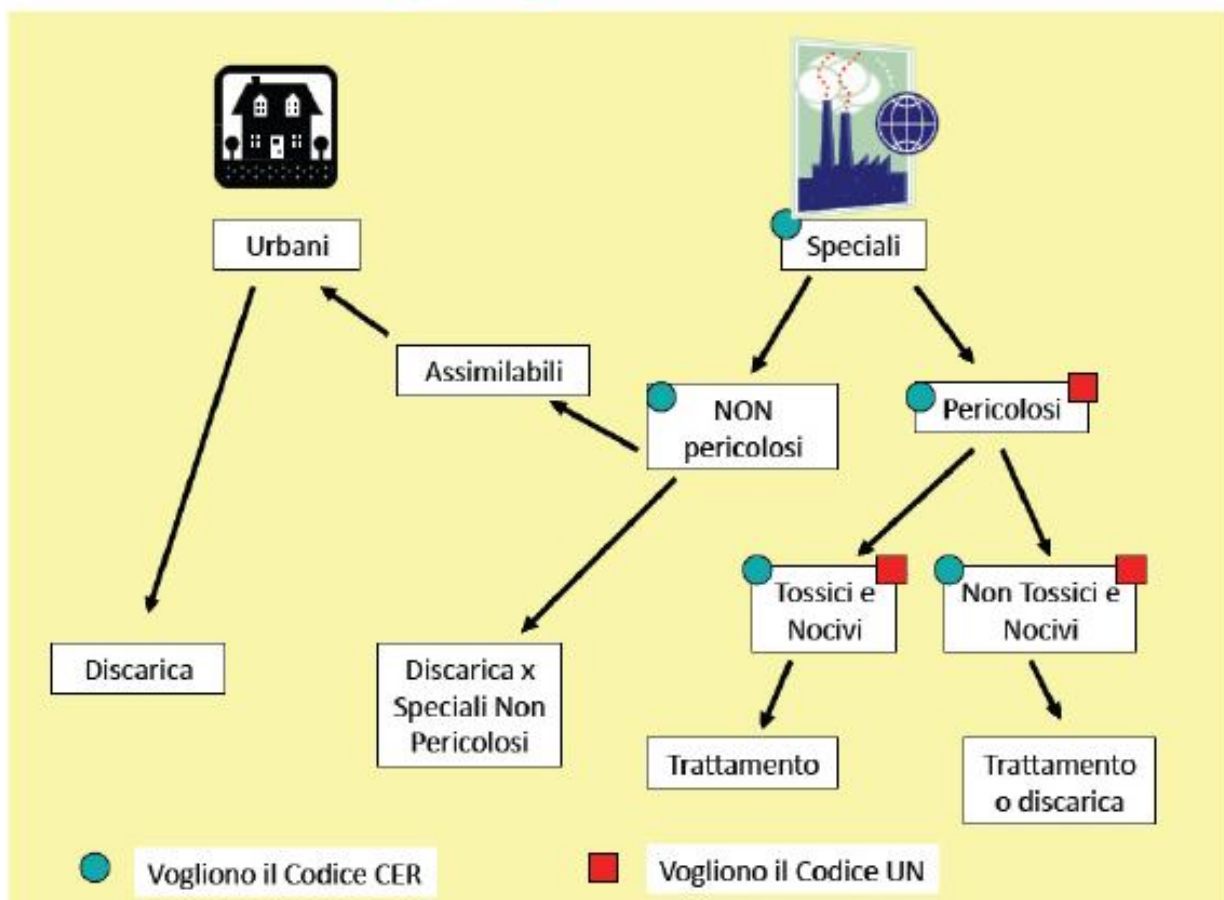 Urbani
Speciali
Assimilabili
NON
pericolosi
Pericolosi
Tossici e
Nocivi
Non Tossici e
Nocivi
Discarica
Discarica x
Speciali Non
Pericolosi
Trattamento
Trattamento
o discarica
Vogliono il Codice CER
Vogliono il Codice UN